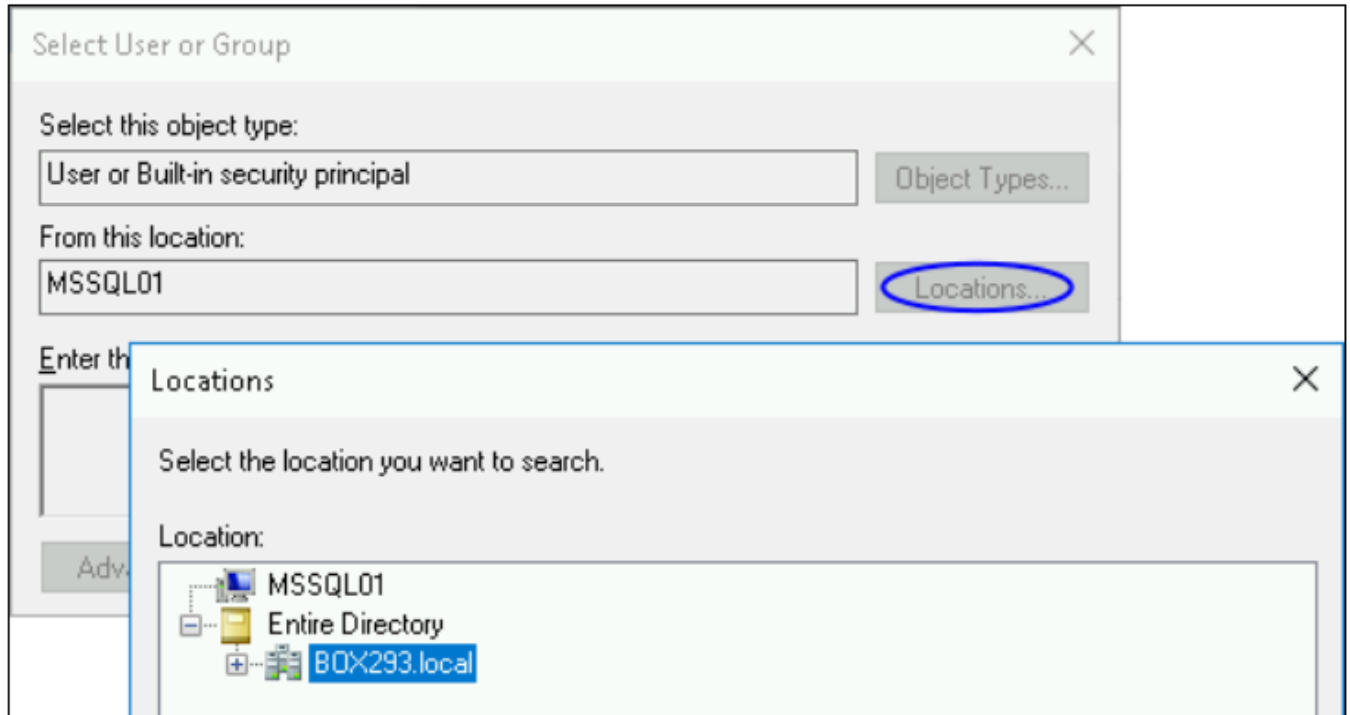 Select User or Group
Select this object type:
User or Built-in security principal
Object Types...
From this location:
MSSQL01
Locations...
Enter th
Locations
Select the location you want to search.
Location:
Adv
MSSQL01
Entire Directory
BOX293.local